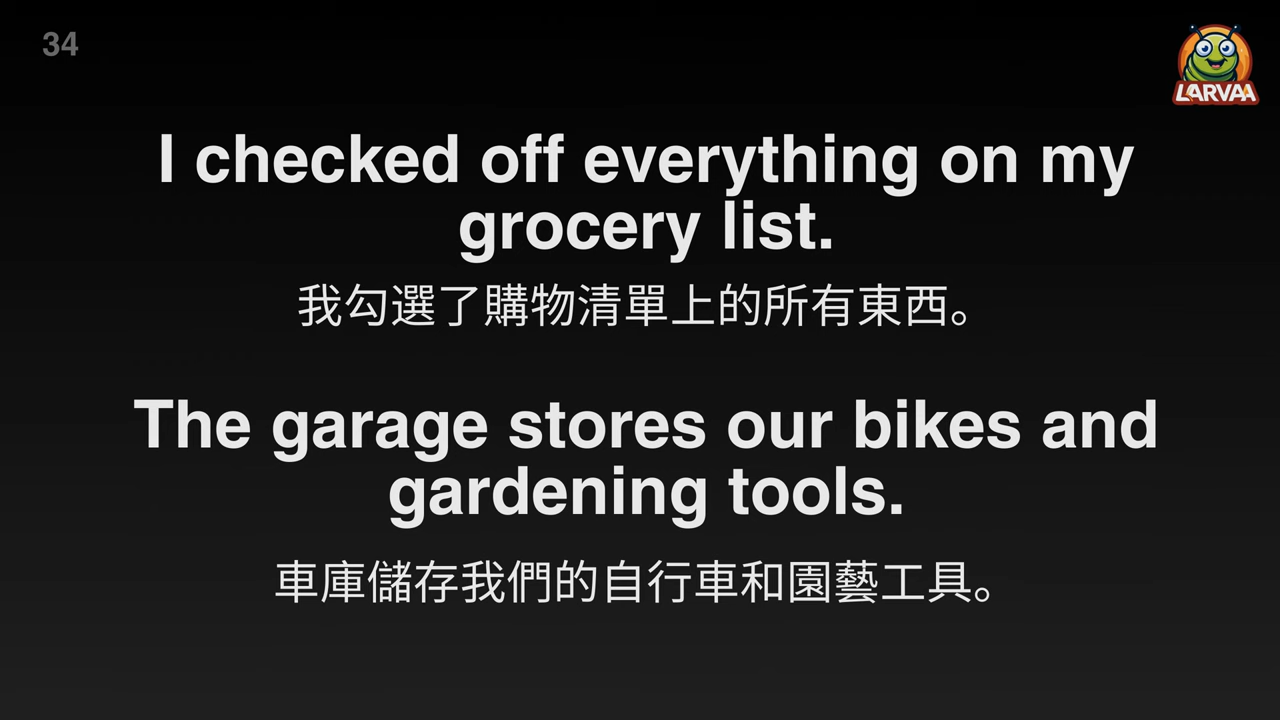 34
LARVAA
I checked off everything on my
grocery list.
我勾選了購物清單上的所有東西。
The garage stores our bikes and
gardening tools.
車庫儲存我們的自行車和園藝工具。